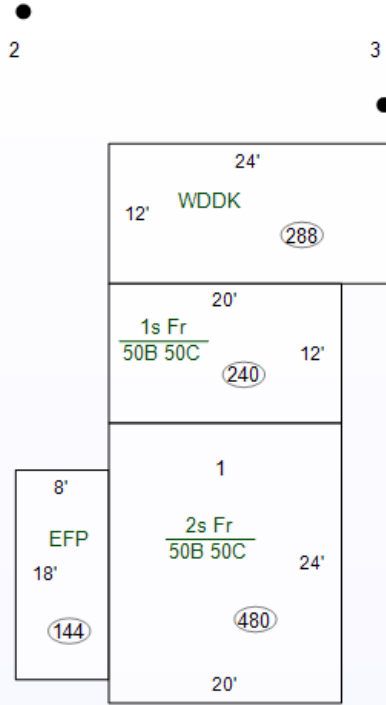 2 3
24'
12' WDDK
288
20'
1s Fr
50B 50C 12'
240
1
8'
2s Fr
EFP 50B 50C
24'
18'
144 480
20'